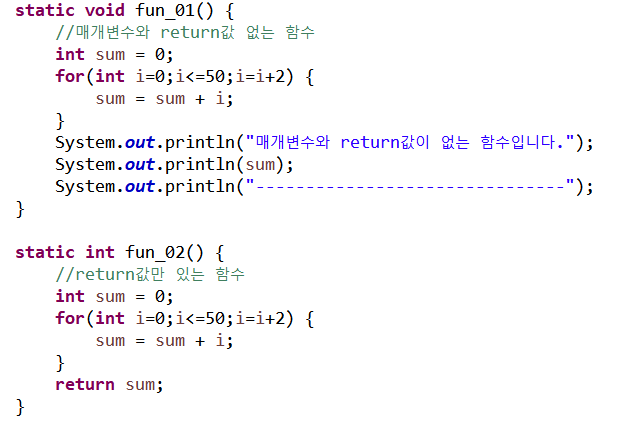 static void fun_01() {
    //매개변수와 return값 없는 함수
    int sum = 0;
    for(int i=0;i<=50;i=i+2) {
        sum = sum + i;
    }
    System.out.println("매개변수와 return값이 없는 함수입니다.");
    System.out.println(sum);
    System.out.println("-------------------------------");
}

static int fun_02() {
    //return값만 있는 함수
    int sum = 0;
    for(int i=0;i<=50;i=i+2) {
        sum = sum + i;
    }
    return sum;
}